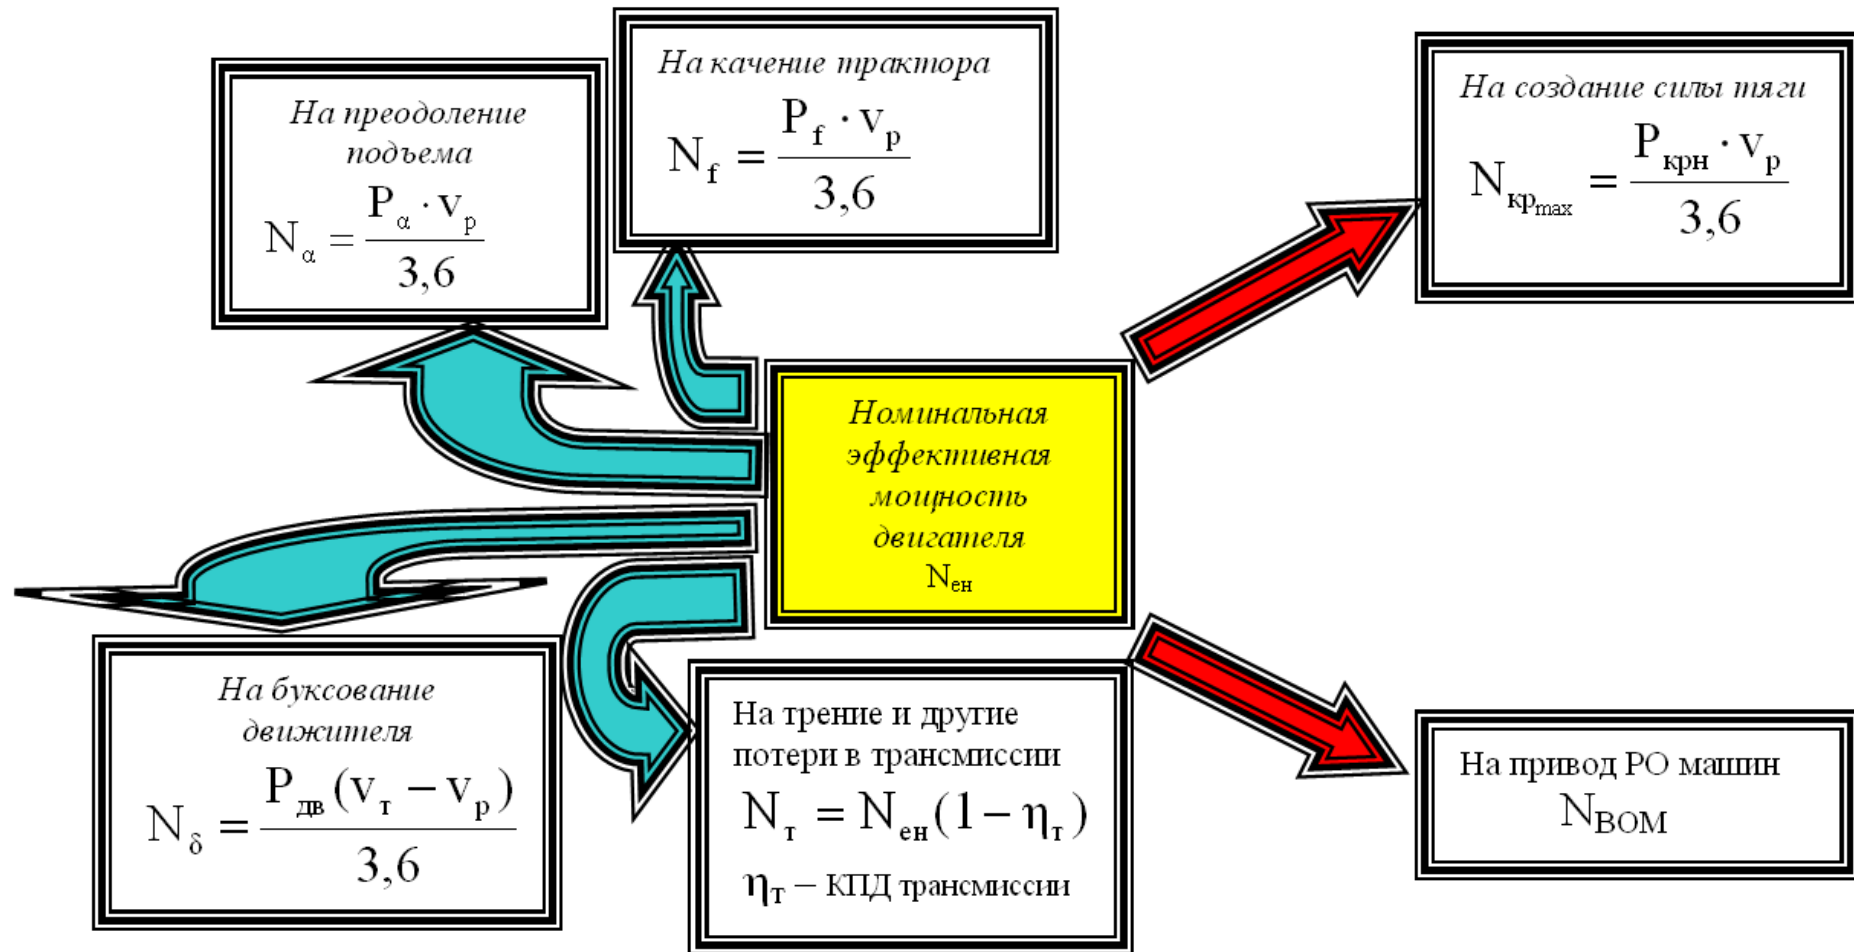 На преодоление
подъема
N_α = P_α · v_p / 3,6
На качение трактора
N_f = P_f · v_p / 3,6
На создание силы тяги
N_кр_max = P_крн · v_p / 3,6
Номинальная
эффективная
мощность
двигателя
N_ен
На буксование
движителя
N_δ = P_дв (v_т − v_p) / 3,6
На трение и другие
потери в трансмиссии
N_т = N_ен (1 − η_т)
η_т – КПД трансмиссии
На привод РО машин
N_ВОМ